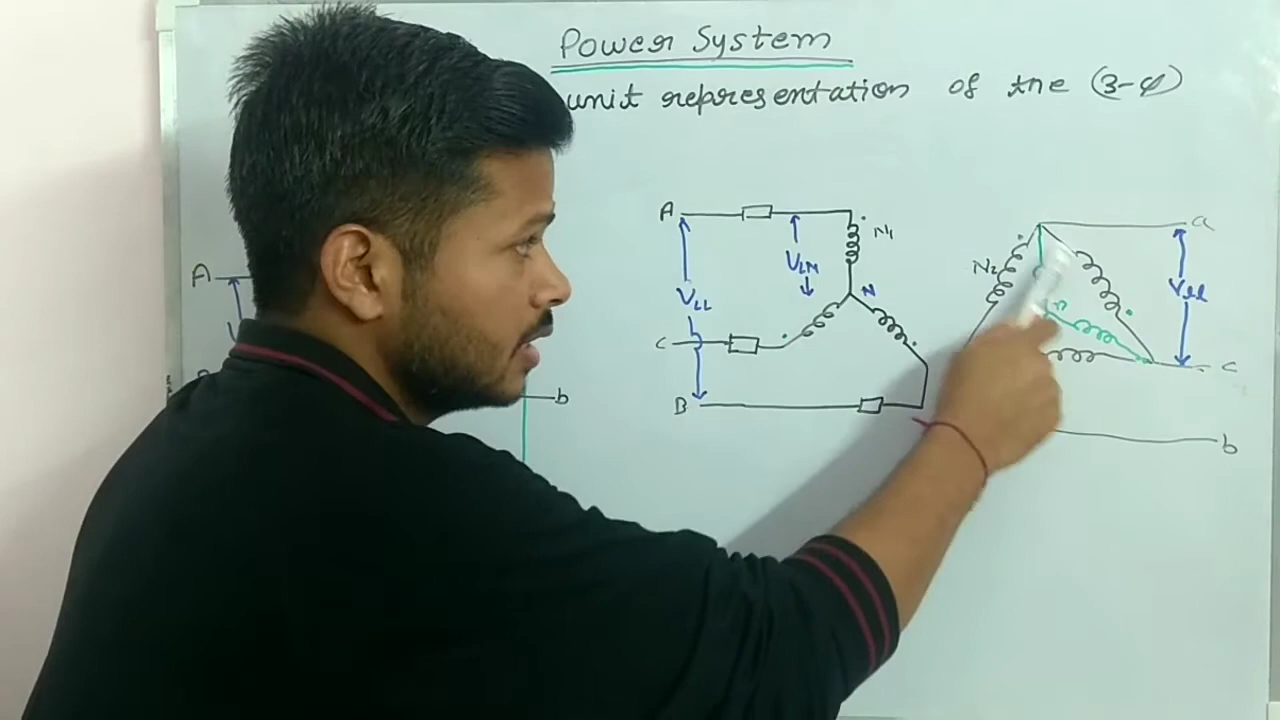 Power System
unit representation of the (3-φ)
A
N1
VLN
N
VLL
C
B
N2
a
Vll
c
b
A
b